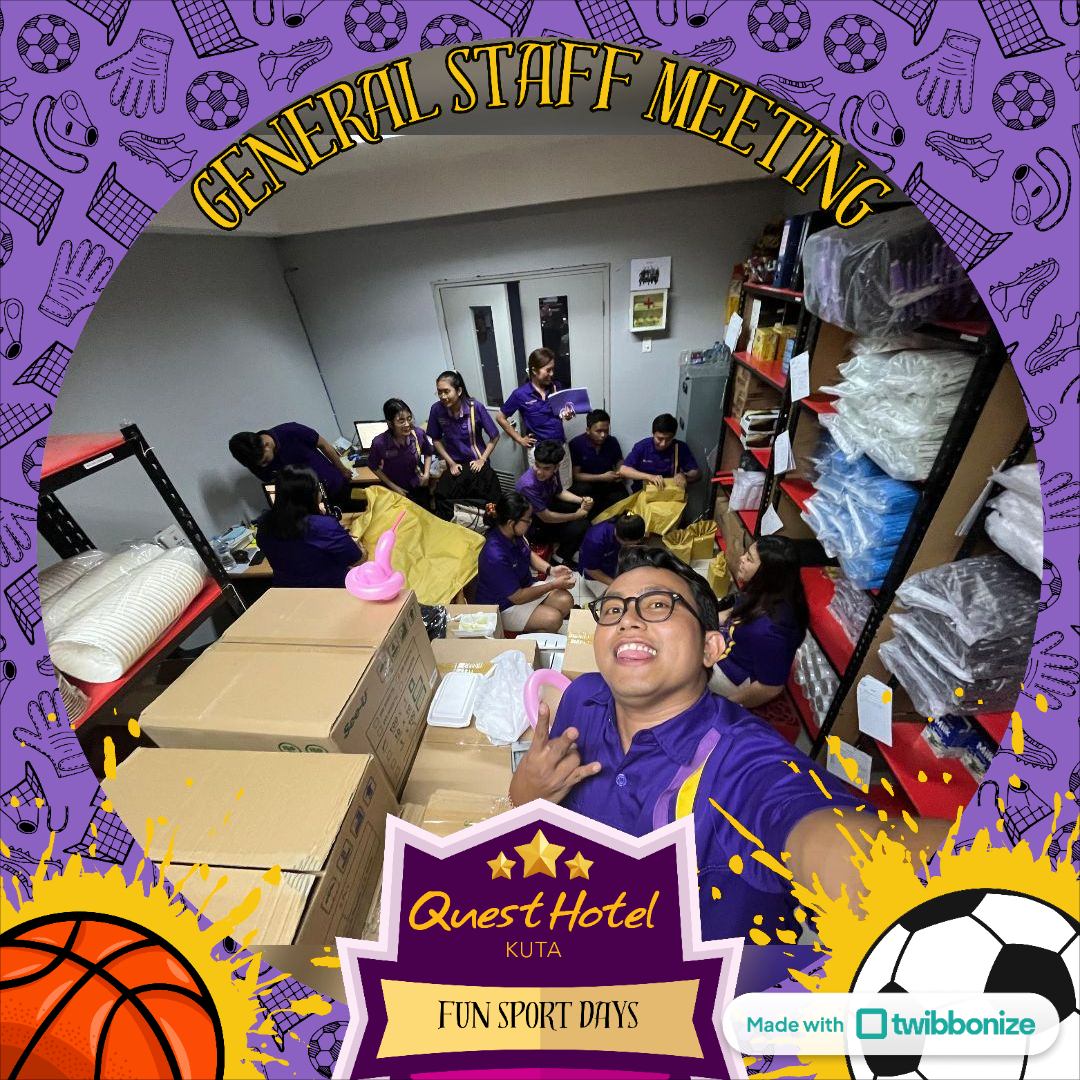 GENERAL STAFF MEETING
Quest Hotel
KUTA
FUN SPORT DAYS
Made with twibbonize